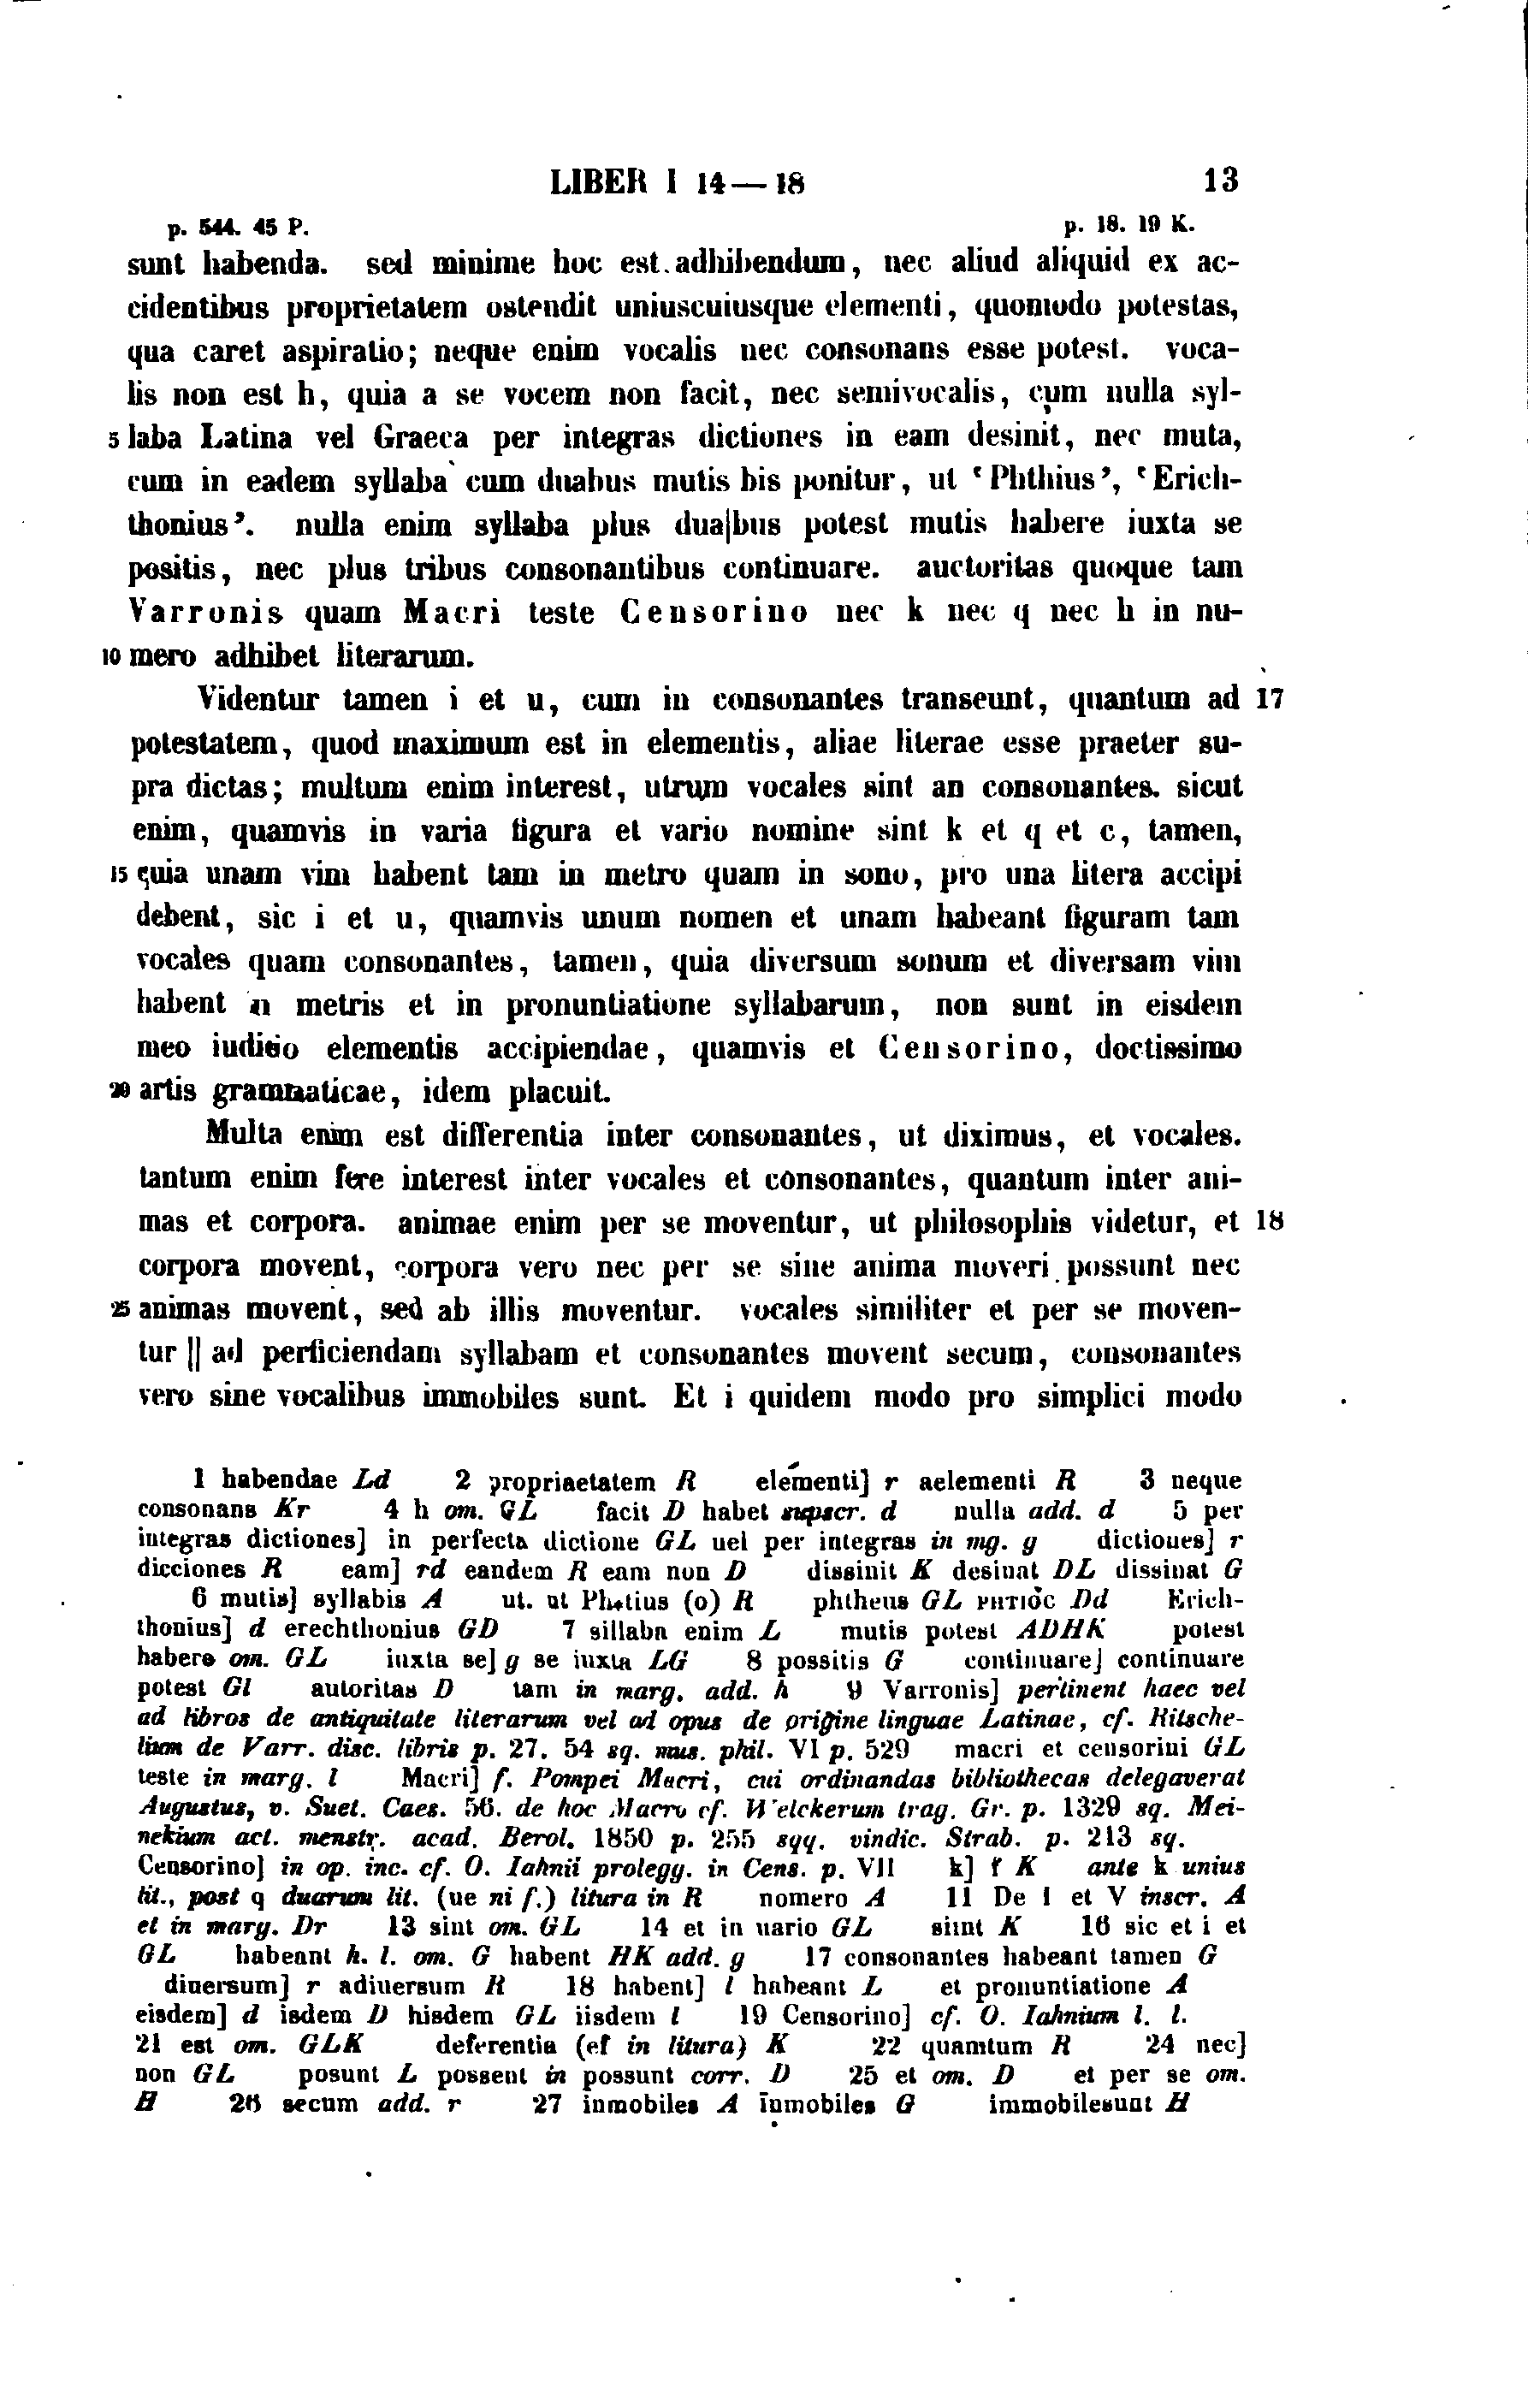 LIBER I 14—18 13
p. 544. 45 P. p. 18. 19 K.
sunt habenda. sed minime hoc est adhibendum, nec aliud aliquid ex ac-
cidentibus proprietatem ostendit uniuscuiusque elementi, quomodo potestas,
qua caret aspiratio; neque enim vocalis nec consonans esse potest. voca-
lis non est h, quia a se vocem non facit, nec semivocalis, cum nulla syl-
5 laba Latina vel Graeca per integras dictiones in eam desinit, nec muta,
cum in eadem syllaba cum duabus mutis bis ponitur, ut ‘Phthius’, ‘Erich-
thonius’. nulla enim syllaba plus dua|bus potest mutis habere iuxta se
positis, nec plus tribus consonantibus continuare. auctoritas quoque tam
Varronis quam Macri teste Censorino nec k nec q nec h in nu-
10 mero adhibet literarum.
Videntur tamen i et u, cum in consonantes transeunt, quantum ad 17
potestatem, quod maximum est in elementis, aliae literae esse praeter su-
pra dictas; multum enim interest, utrum vocales sint an consonantes. sicut
enim, quamvis in varia figura et vario nomine sint k et q et c, tamen,
15 quia unam vim habent tam in metro quam in sono, pro una litera accipi
debent, sic i et u, quamvis unum nomen et unam habeant figuram tam
vocales quam consonantes, tamen, quia diversum sonum et diversam vim
habent in metris et in pronuntiatione syllabarum, non sunt in eisdem
meo iudicio elementis accipiendae, quamvis et Censorino, doctissimo
20 artis grammaticae, idem placuit.
Multa enim est differentia inter consonantes, ut diximus, et vocales.
tantum enim fere interest inter vocales et consonantes, quantum inter ani-
mas et corpora. animae enim per se moventur, ut philosophis videtur, et 18
corpora movent, corpora vero nec per se sine anima moveri possunt nec
25 animas movent, sed ab illis moventur. vocales similiter et per se moven-
tur || ad perficiendam syllabam et consonantes movent secum, consonantes
vero sine vocalibus immobiles sunt. Et i quidem modo pro simplici modo
1 habendae Ld 2 propriaetatem R elementi] r aelementi R 3 neque
consonans Kr 4 h om. GL facit D habet supscr. d nulla add. d 5 per
integras dictiones] in perfecta dictione GL uel per integras in mg. g dictiones] r
dicciones R eam] rd eandem R eam non D dissinit K desinat DL dissinat G
6 mutis] syllabis A ut. ut Ph*tius (o) R phtheus GL Dd Erich-
thonius] d erechthonius GD 7 sillaba enim L mutis potest ADHK potest
habere om. GL iuxta se] g se iuxta LG 8 possitis G continuare] continuare
potest Gl autoritas D tam in marg. add. h 9 Varronis] pertinent haec vel
ad libros de antiquitate literarum vel ad opus de origine linguae Latinae, cf. Ritsche-
lium de Varr. disc. libris p. 27. 54 sq. mus. phil. VI p. 529 macri et censorini GL
teste in marg. l Macri] f. Pompei Macri, cui ordinandas bibliothecas delegaverat
Augustus, v. Suet. Caes. 56. de hoc Macro cf. Welckerum trag. Gr. p. 1329 sq. Mei-
nekium act. menstr. acad. Berol. 1850 p. 255 sqq. vindic. Strab. p. 213 sq.
Censorino] in op. inc. cf. O. Iahnii prolegg. in Cens. p. VII k] f K ante k unius
lit., post q duarum lit. (ue ni f.) litura in R nomero A 11 De I et V inscr. A
et in marg. Dr 13 sint om. GL 14 et in uario GL siint K 16 sic et i et
GL habeant h. l. om. G habent HK add. g 17 consonantes habeant tamen G
diuersum] r adiuersum R 18 habent] l habeant L et pronuntiatione A
eisdem] d isdem D hisdem GL iisdem l 19 Censorino] cf. O. Iahnium l. l.
21 est om. GLK deferentia (ef in litura) K 22 quamtum R 24 nec]
non GL posunt L possent in possunt corr. D 25 et om. D et per se om.
H 26 secum add. r 27 inmobiles A īnmobiles G immobilesunt H